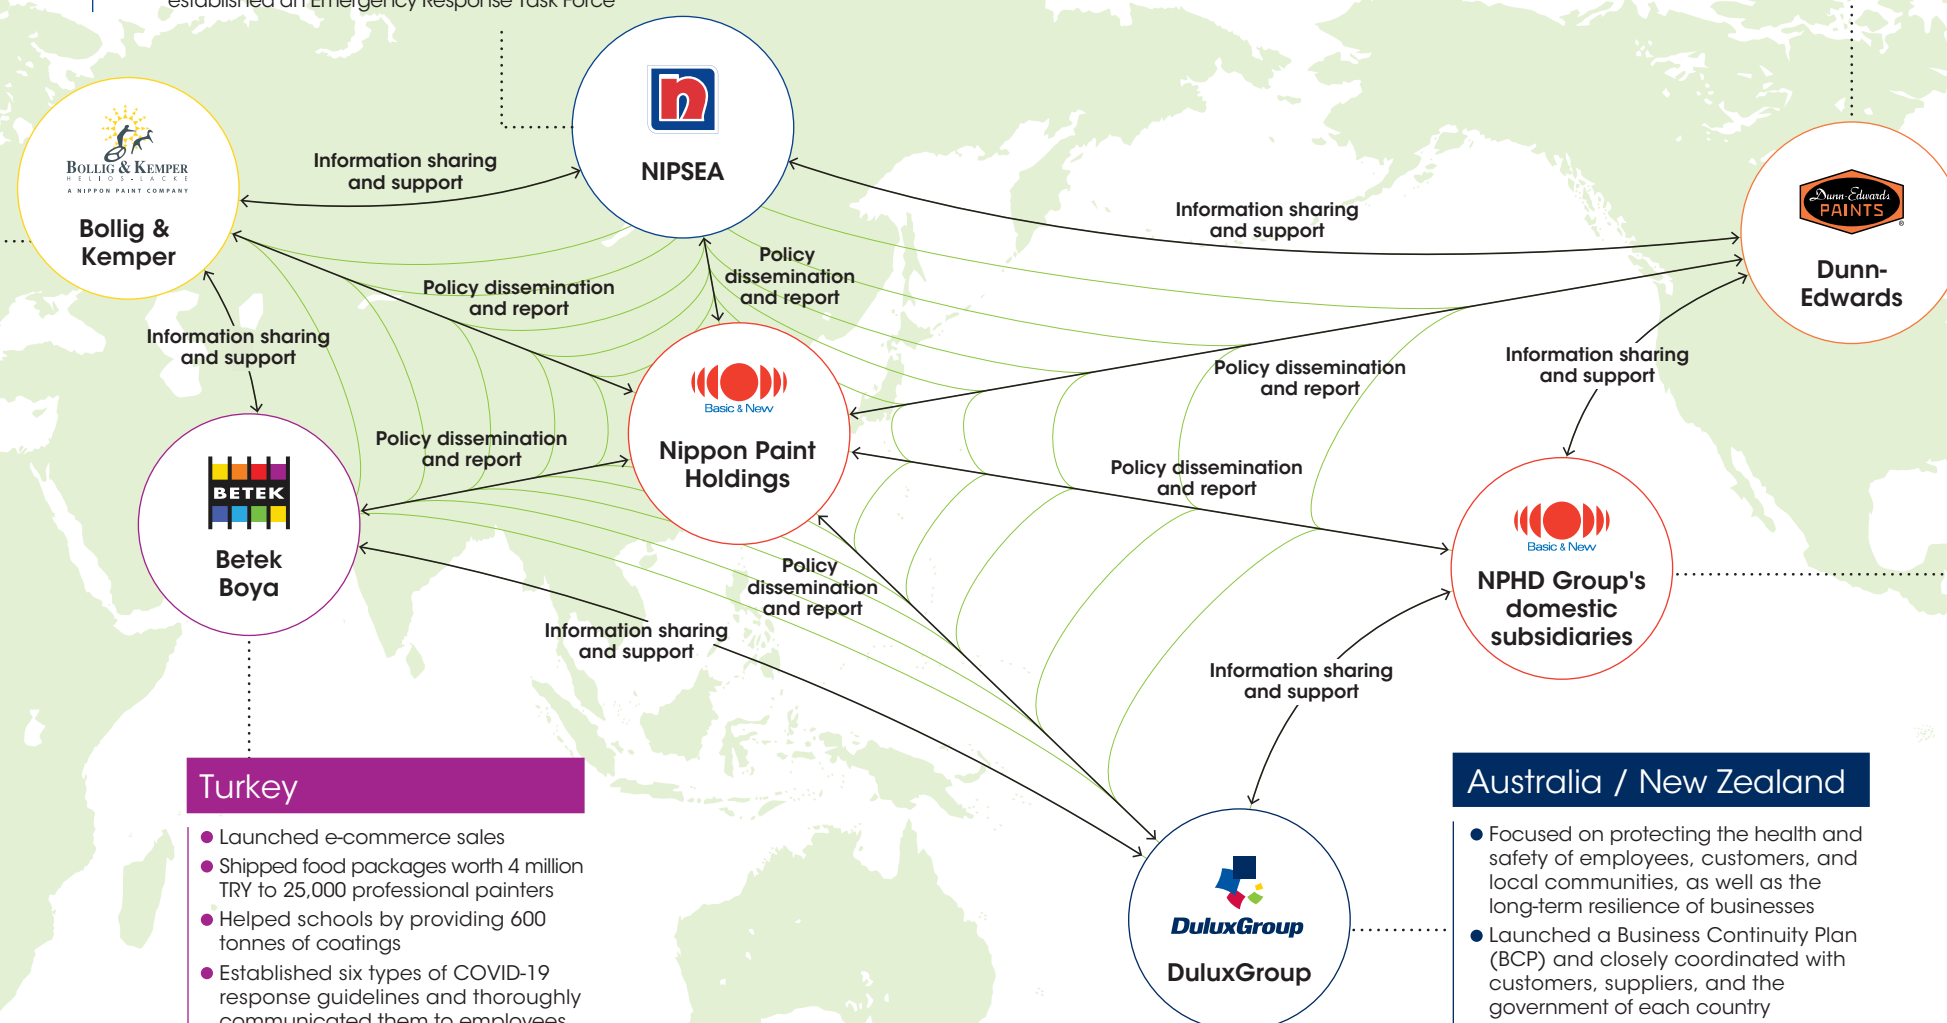 established an Emergency Response Task Force
BOLLIG & KEMPER
HELIOS-LACKE
A NIPPON PAINT COMPANY
Bollig &
Kemper
Information sharing
and support
n
NIPSEA
Information sharing
and support
Dunn-Edwards
PAINTS
®
Dunn-
Edwards
Policy dissemination
and report
Policy
dissemination
and report
Information sharing
and support
Basic & New
Nippon Paint
Holdings
Policy dissemination
and report
Information sharing
and support
Policy dissemination
and report
BETEK
Betek
Boya
Policy dissemination
and report
Basic & New
NPHD Group's
domestic
subsidiaries
Policy
dissemination
and report
Information sharing
and support
Information sharing
and support
DuluxGroup
DuluxGroup
Turkey
● Launched e-commerce sales
● Shipped food packages worth 4 million
TRY to 25,000 professional painters
● Helped schools by providing 600
tonnes of coatings
● Established six types of COVID-19
response guidelines and thoroughly
communicated them to employees
Australia / New Zealand
● Focused on protecting the health and
safety of employees, customers, and
local communities, as well as the
long-term resilience of businesses
● Launched a Business Continuity Plan
(BCP) and closely coordinated with
customers, suppliers, and the
government of each country